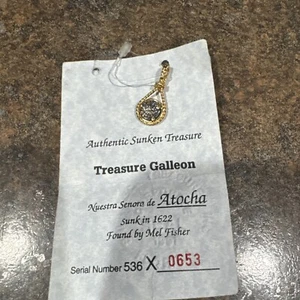 Authentic Sunken Treasure
Treasure Galleon
Nuestra Senoro de Atocha
Sunk in 1622
Found by Mel Fisher
Serial Number 536 X 0653